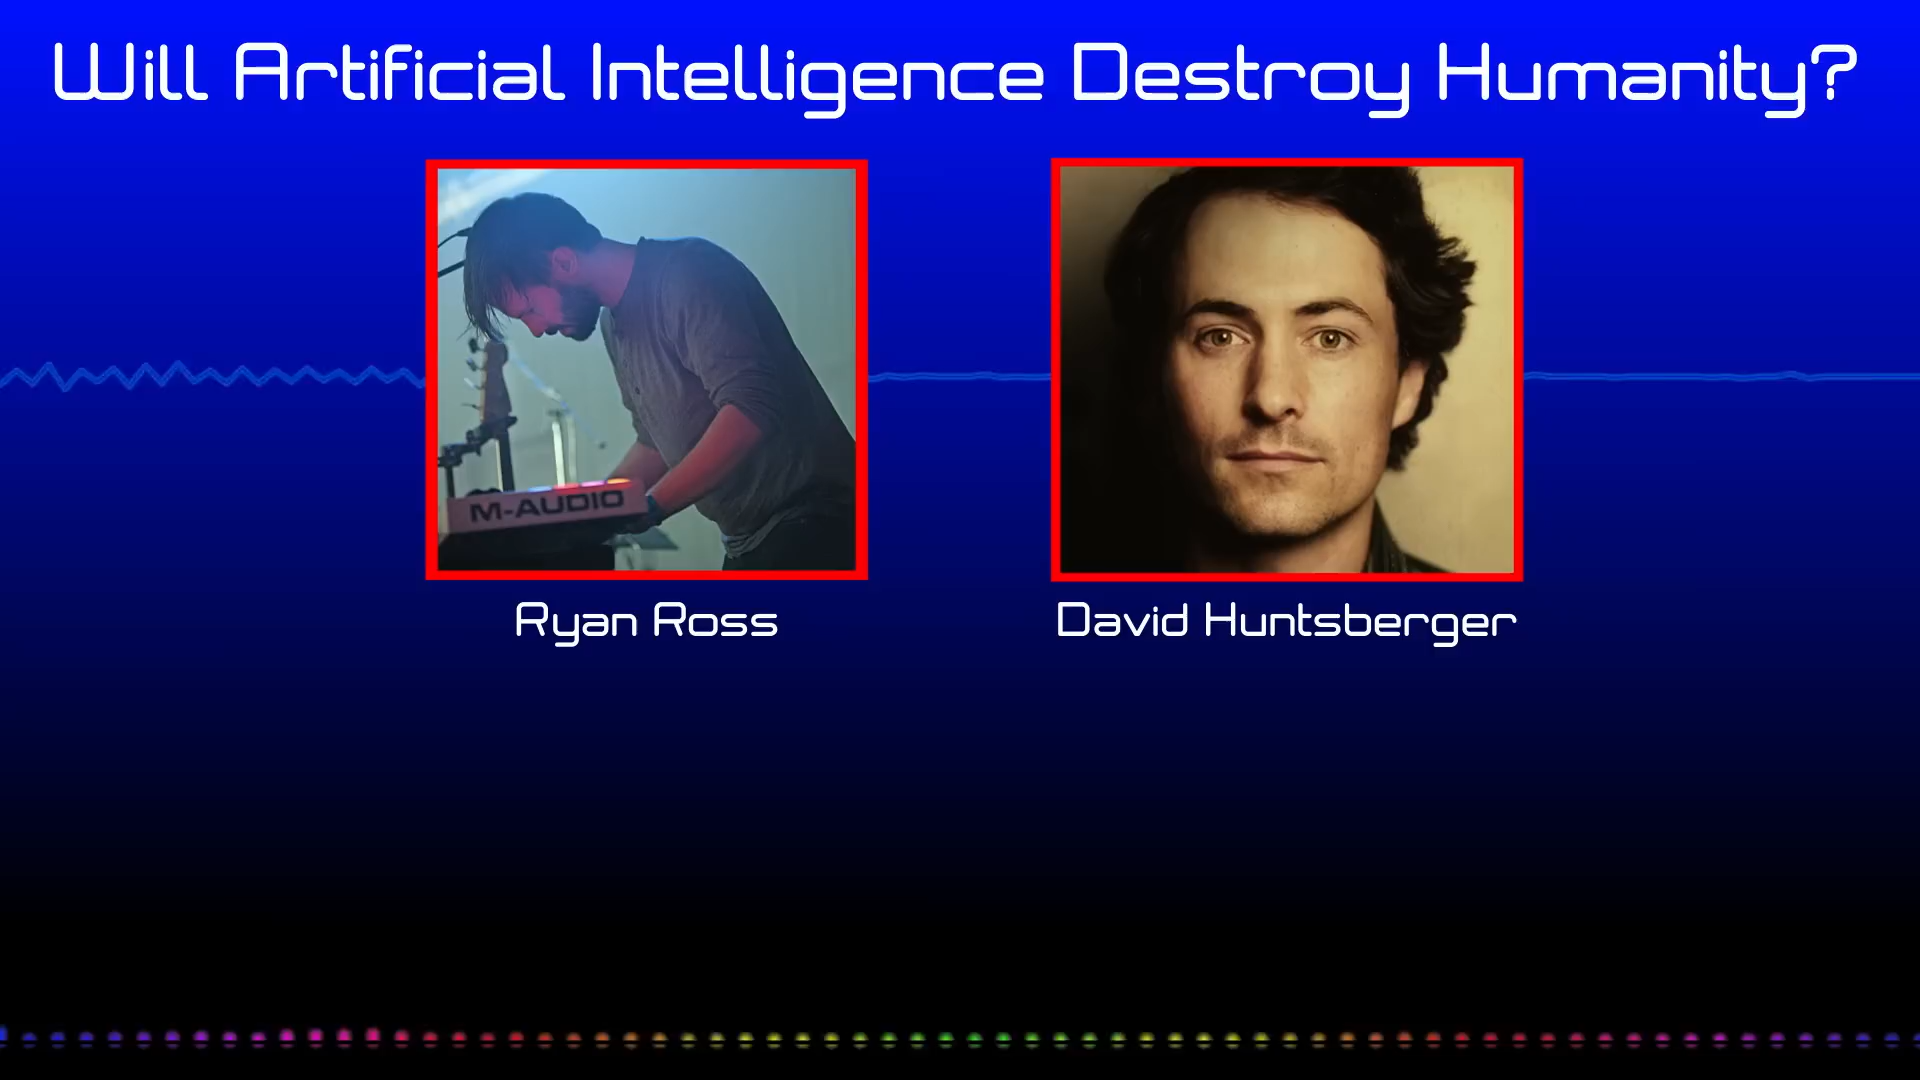 Will Artificial Intelligence Destroy Humanity?
M-AUDIO
Ryan Ross
David Huntsberger